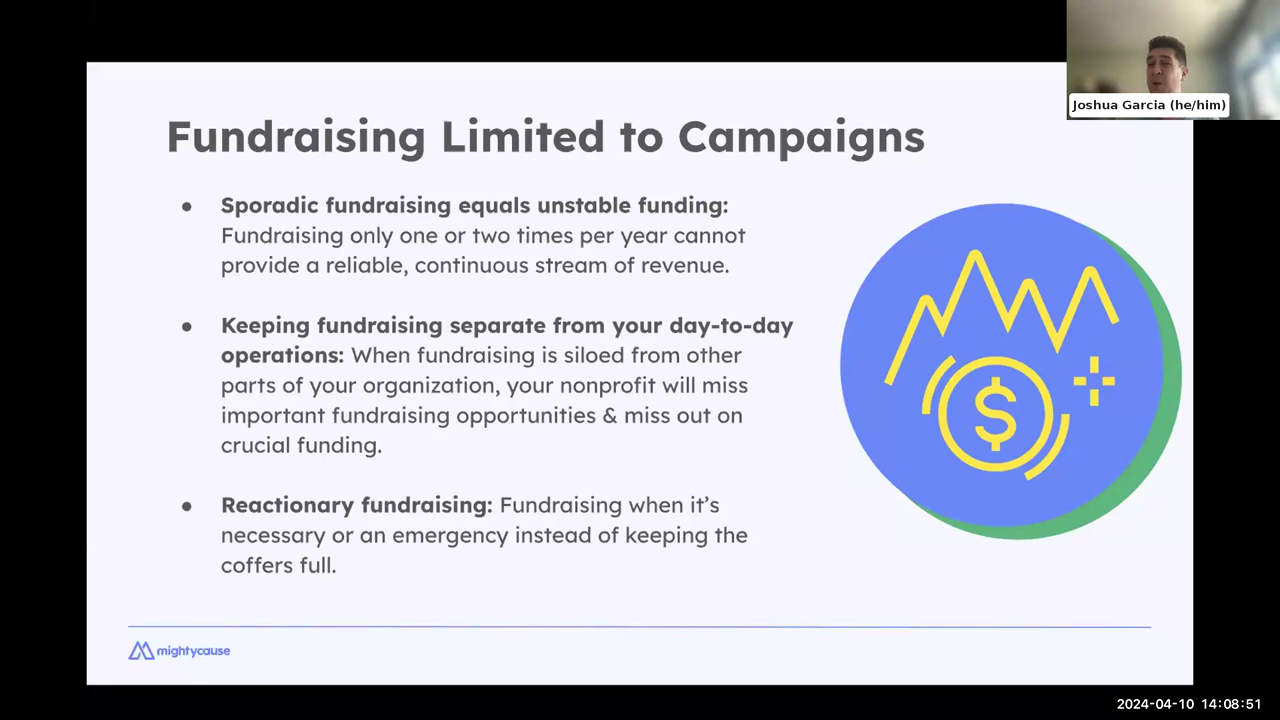 Joshua Garcia (he/him)
Fundraising Limited to Campaigns
● Sporadic fundraising equals unstable funding:
Fundraising only one or two times per year cannot
provide a reliable, continuous stream of revenue.
● Keeping fundraising separate from your day-to-day
operations: When fundraising is siloed from other
parts of your organization, your nonprofit will miss
important fundraising opportunities & miss out on
crucial funding.
● Reactionary fundraising: Fundraising when it’s
necessary or an emergency instead of keeping the
coffers full.
$
mightycause
2024-04-10 14:08:51